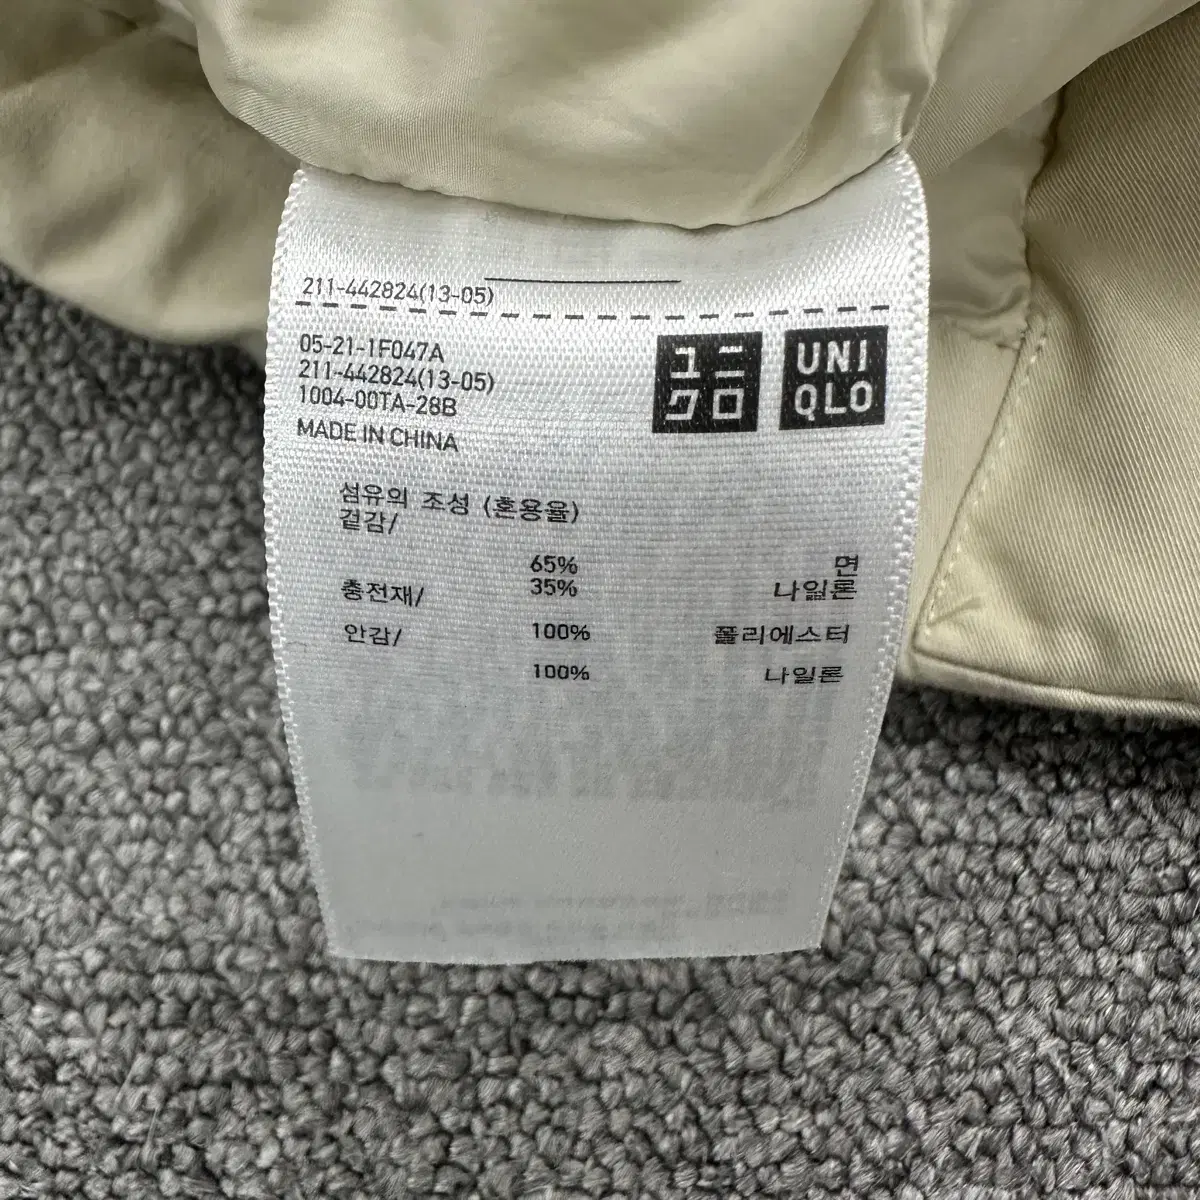 211-442824(13-05)
05-21-1F047A
211-442824(13-05)
1004-00TA-28B
MADE IN CHINA
ユニ
クロ
UNI
QLO
섬유의 조성 (혼용율)
겉감/
65% 면
충전재/ 35% 나일론
안감/ 100% 폴리에스터
100% 나일론